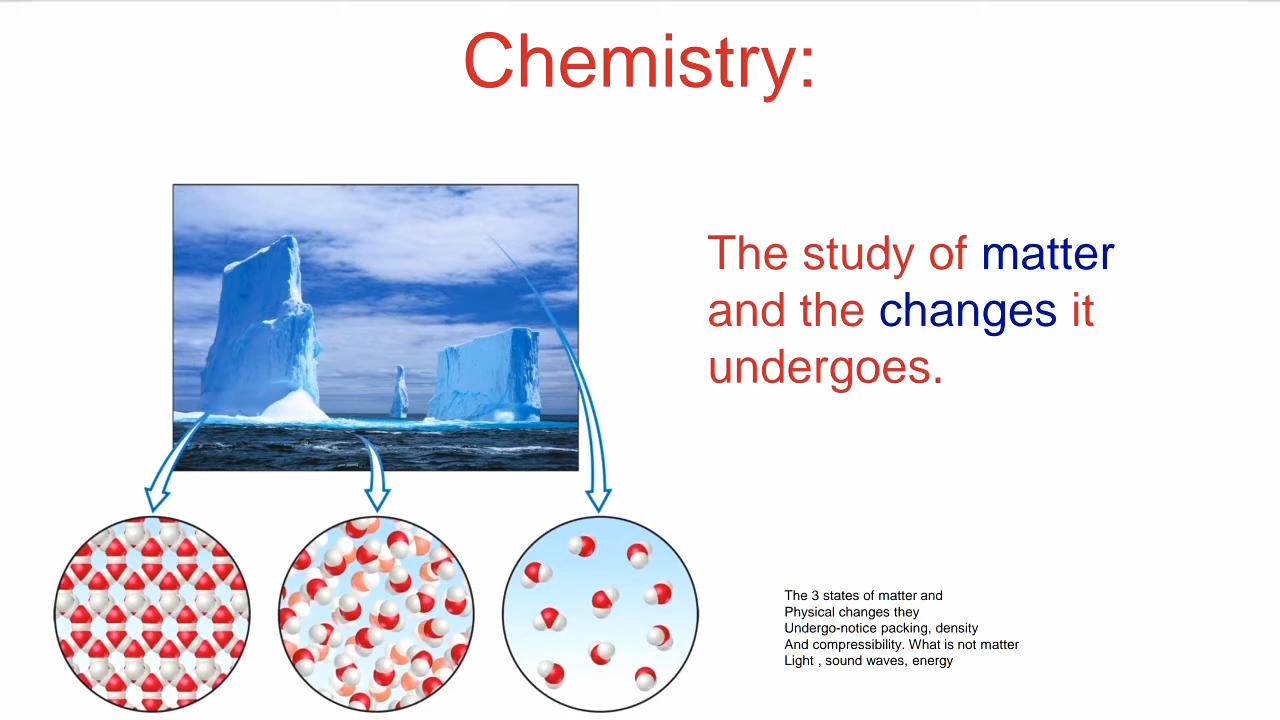 Chemistry:
The study of matter
and the changes it
undergoes.
The 3 states of matter and
Physical changes they
Undergo-notice packing, density
And compressibility. What is not matter
Light , sound waves, energy